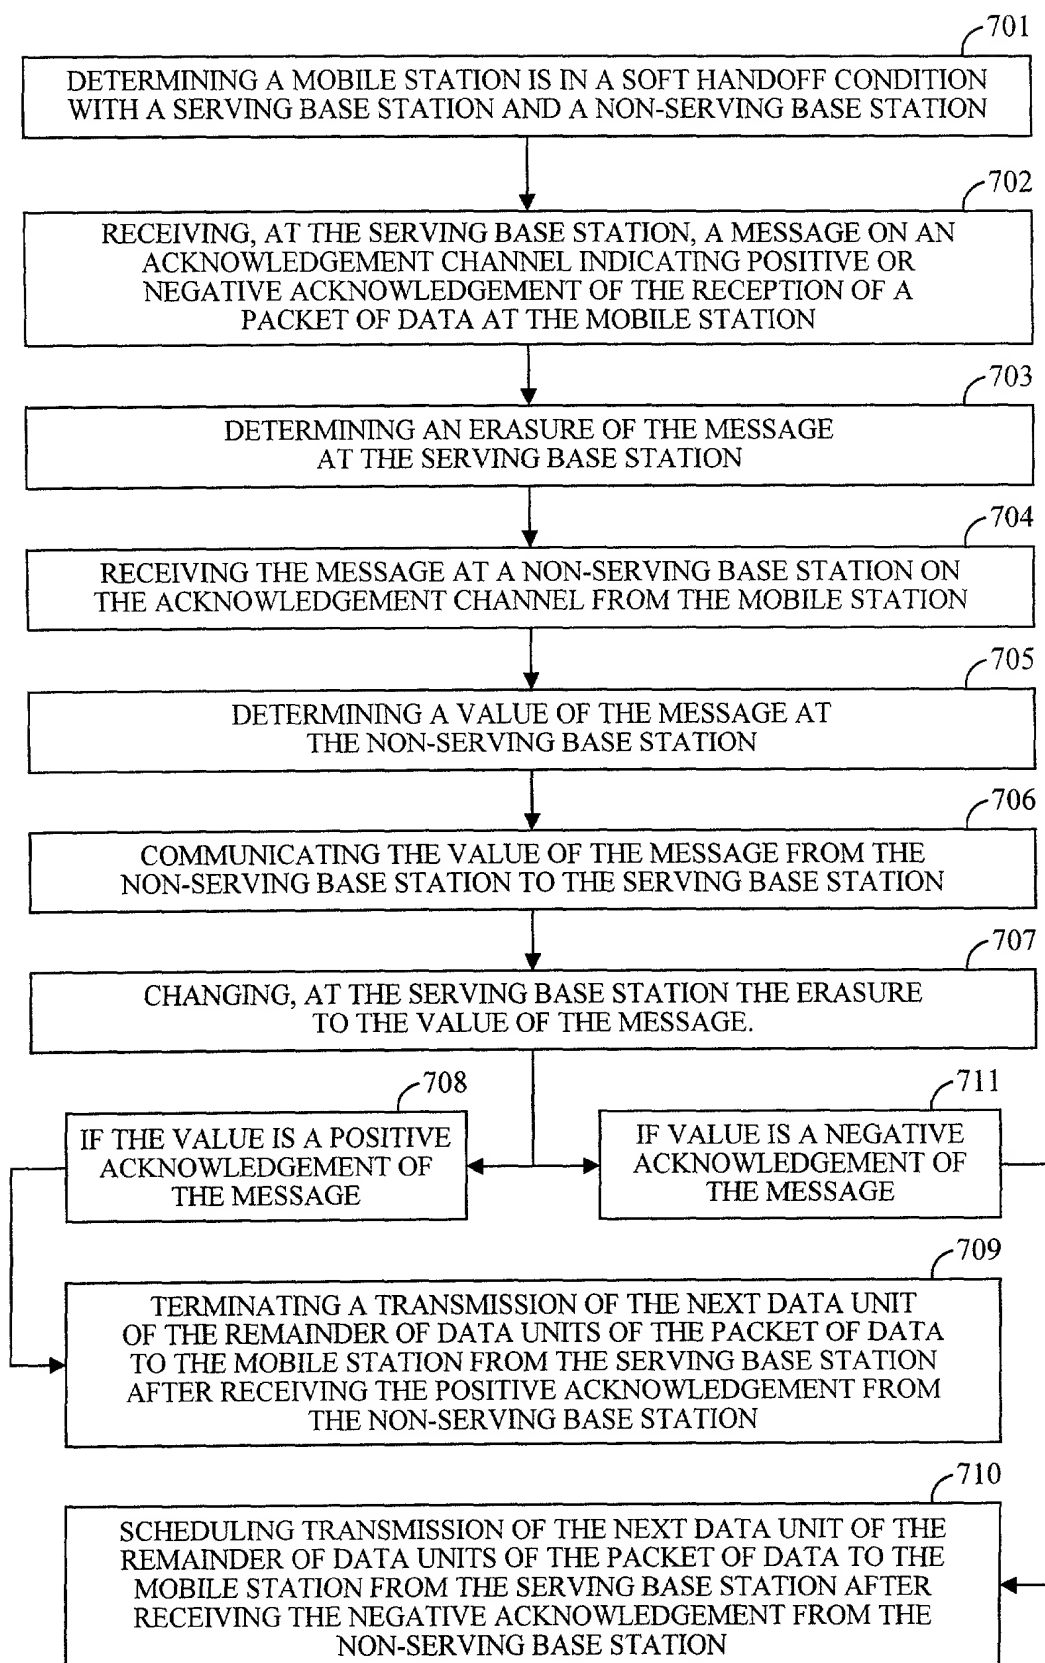 701
DETERMINING A MOBILE STATION IS IN A SOFT HANDOFF CONDITION
WITH A SERVING BASE STATION AND A NON-SERVING BASE STATION
702
RECEIVING, AT THE SERVING BASE STATION, A MESSAGE ON AN
ACKNOWLEDGEMENT CHANNEL INDICATING POSITIVE OR
NEGATIVE ACKNOWLEDGEMENT OF THE RECEPTION OF A
PACKET OF DATA AT THE MOBILE STATION
703
DETERMINING AN ERASURE OF THE MESSAGE
AT THE SERVING BASE STATION
704
RECEIVING THE MESSAGE AT A NON-SERVING BASE STATION ON
THE ACKNOWLEDGEMENT CHANNEL FROM THE MOBILE STATION
705
DETERMINING A VALUE OF THE MESSAGE AT
THE NON-SERVING BASE STATION
706
COMMUNICATING THE VALUE OF THE MESSAGE FROM THE
NON-SERVING BASE STATION TO THE SERVING BASE STATION
707
CHANGING, AT THE SERVING BASE STATION THE ERASURE
TO THE VALUE OF THE MESSAGE.
708
IF THE VALUE IS A POSITIVE
ACKNOWLEDGEMENT OF
THE MESSAGE
711
IF VALUE IS A NEGATIVE
ACKNOWLEDGEMENT OF
THE MESSAGE
709
TERMINATING A TRANSMISSION OF THE NEXT DATA UNIT
OF THE REMAINDER OF DATA UNITS OF THE PACKET OF DATA
TO THE MOBILE STATION FROM THE SERVING BASE STATION
AFTER RECEIVING THE POSITIVE ACKNOWLEDGEMENT FROM
THE NON-SERVING BASE STATION
710
SCHEDULING TRANSMISSION OF THE NEXT DATA UNIT OF THE
REMAINDER OF DATA UNITS OF THE PACKET OF DATA TO THE
MOBILE STATION FROM THE SERVING BASE STATION AFTER
RECEIVING THE NEGATIVE ACKNOWLEDGEMENT FROM THE
NON-SERVING BASE STATION